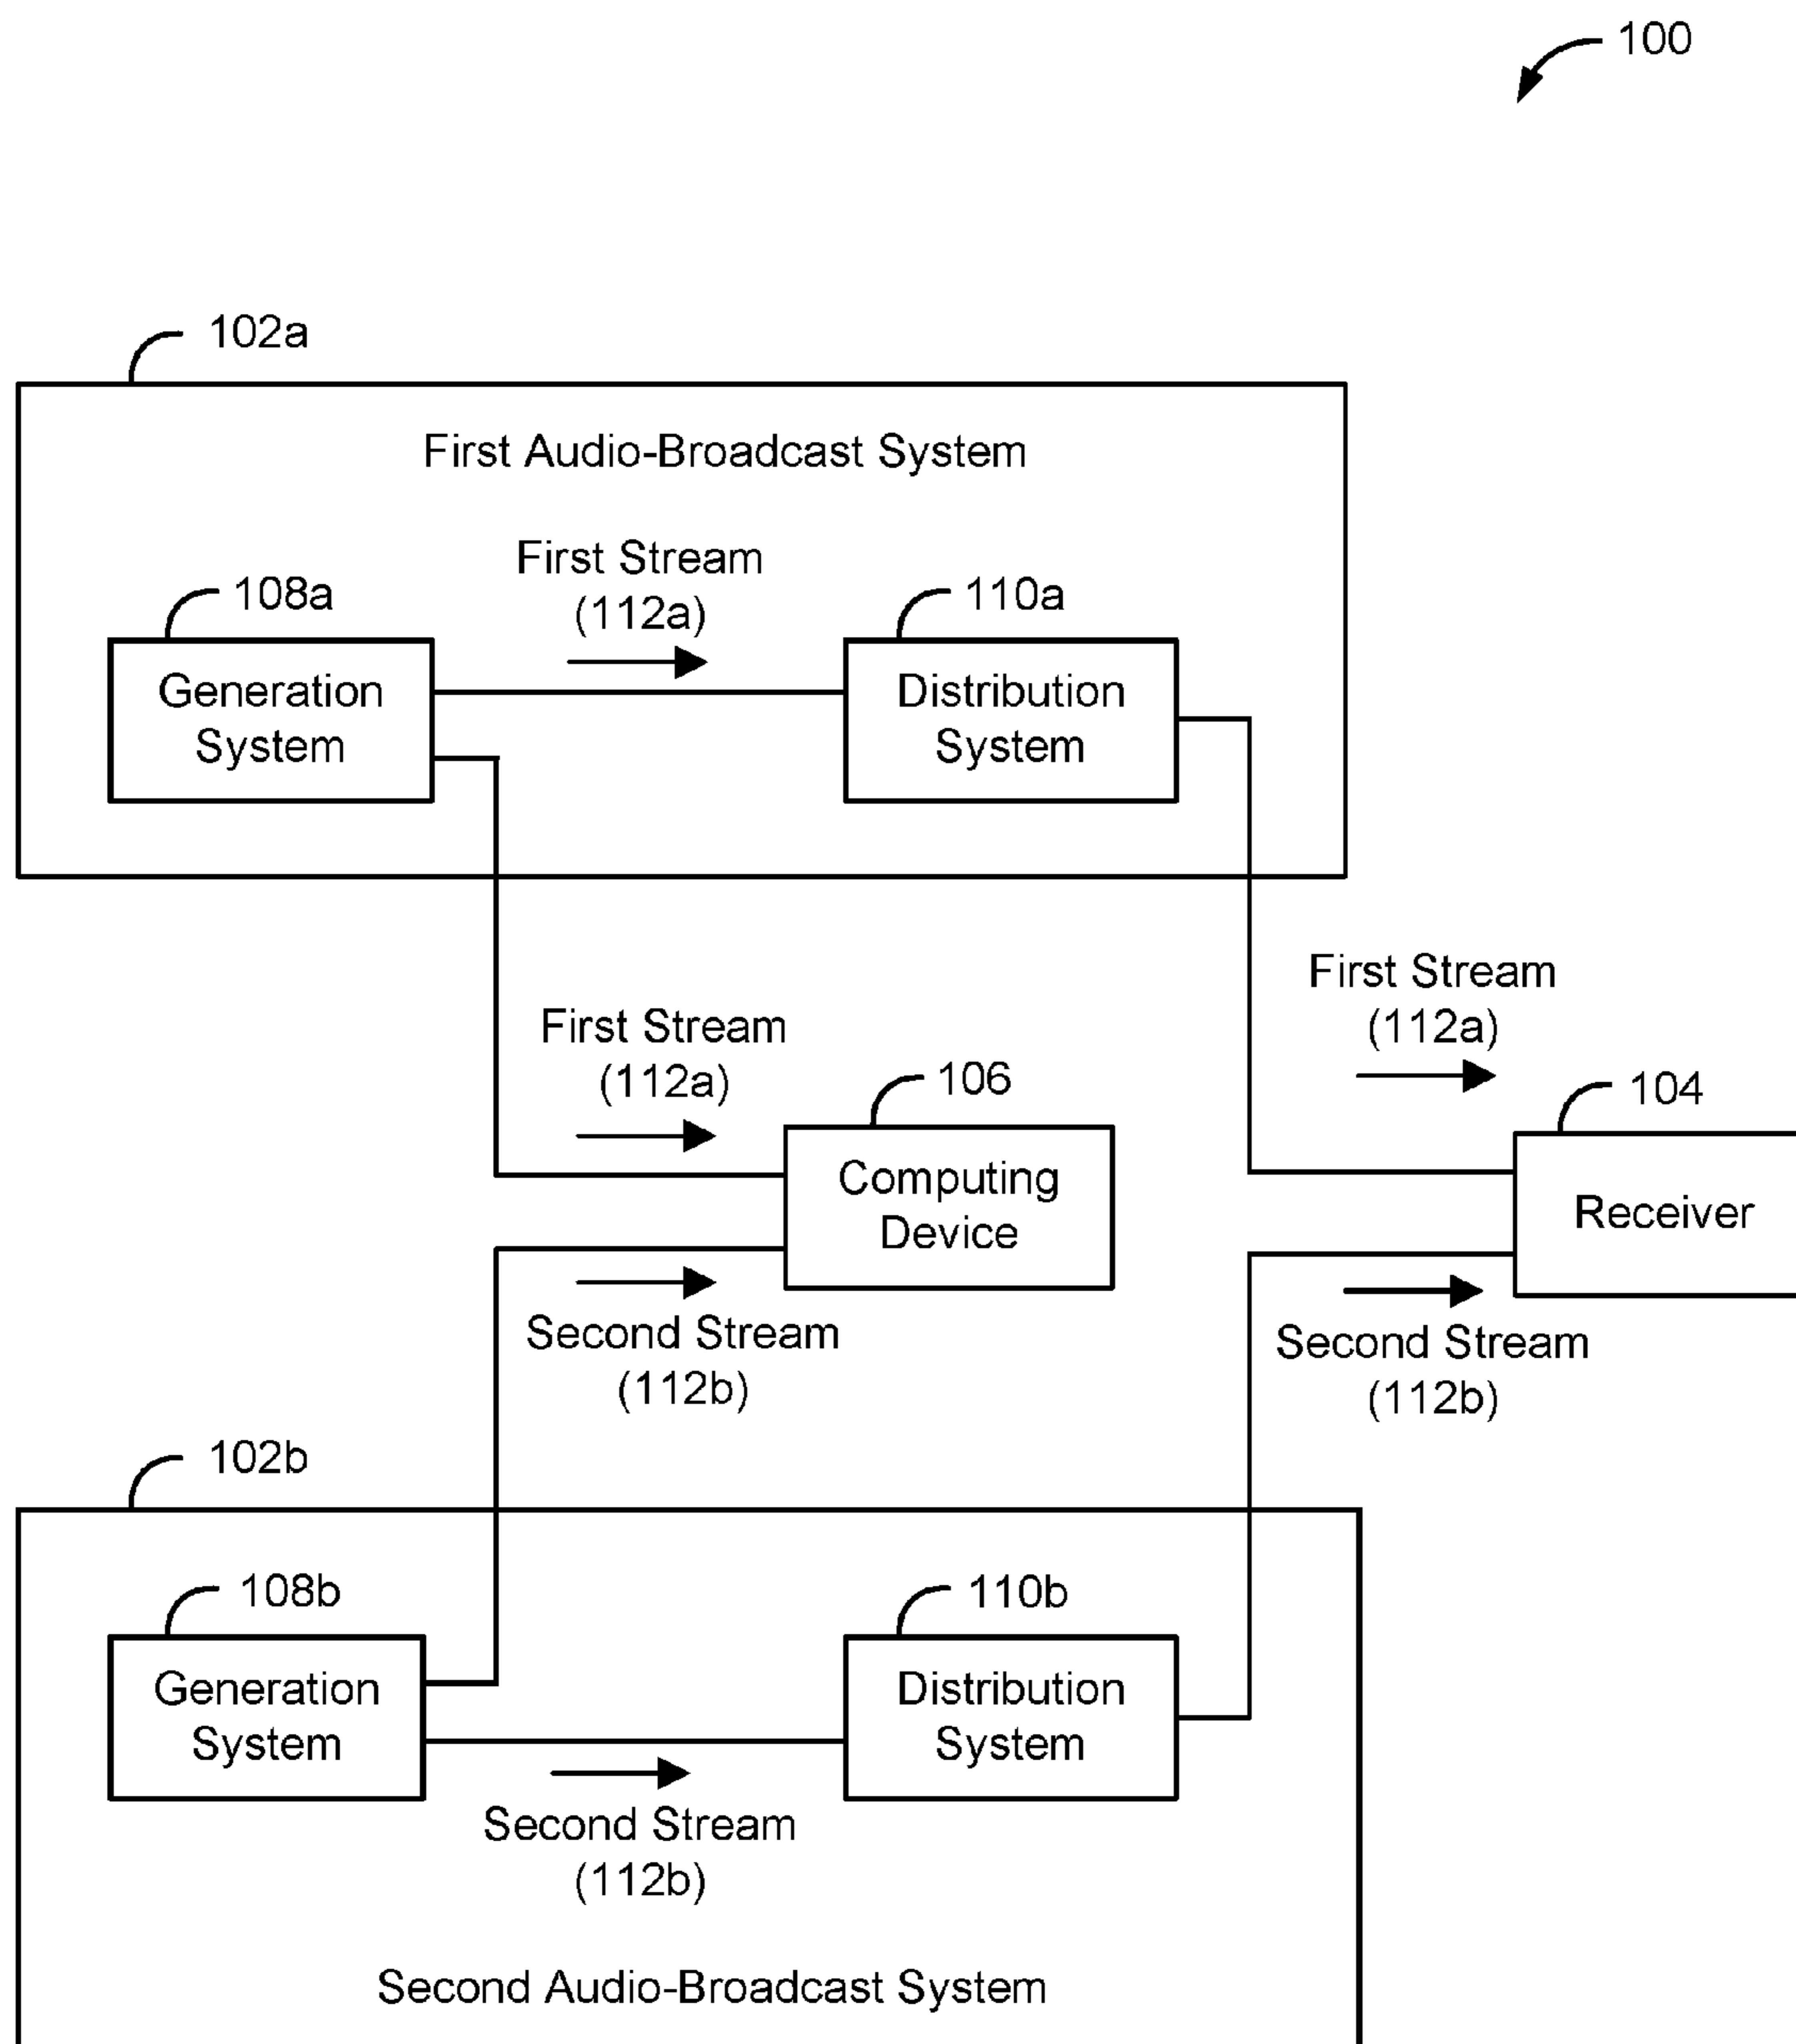 100
102a
First Audio-Broadcast System
First Stream
(112a)
108a
110a
Generation
System
Distribution
System
First Stream
(112a)
First Stream
(112a)
106
104
Computing
Device
Receiver
Second Stream
(112b)
Second Stream
(112b)
102b
108b
110b
Generation
System
Distribution
System
Second Stream
(112b)
Second Audio-Broadcast System